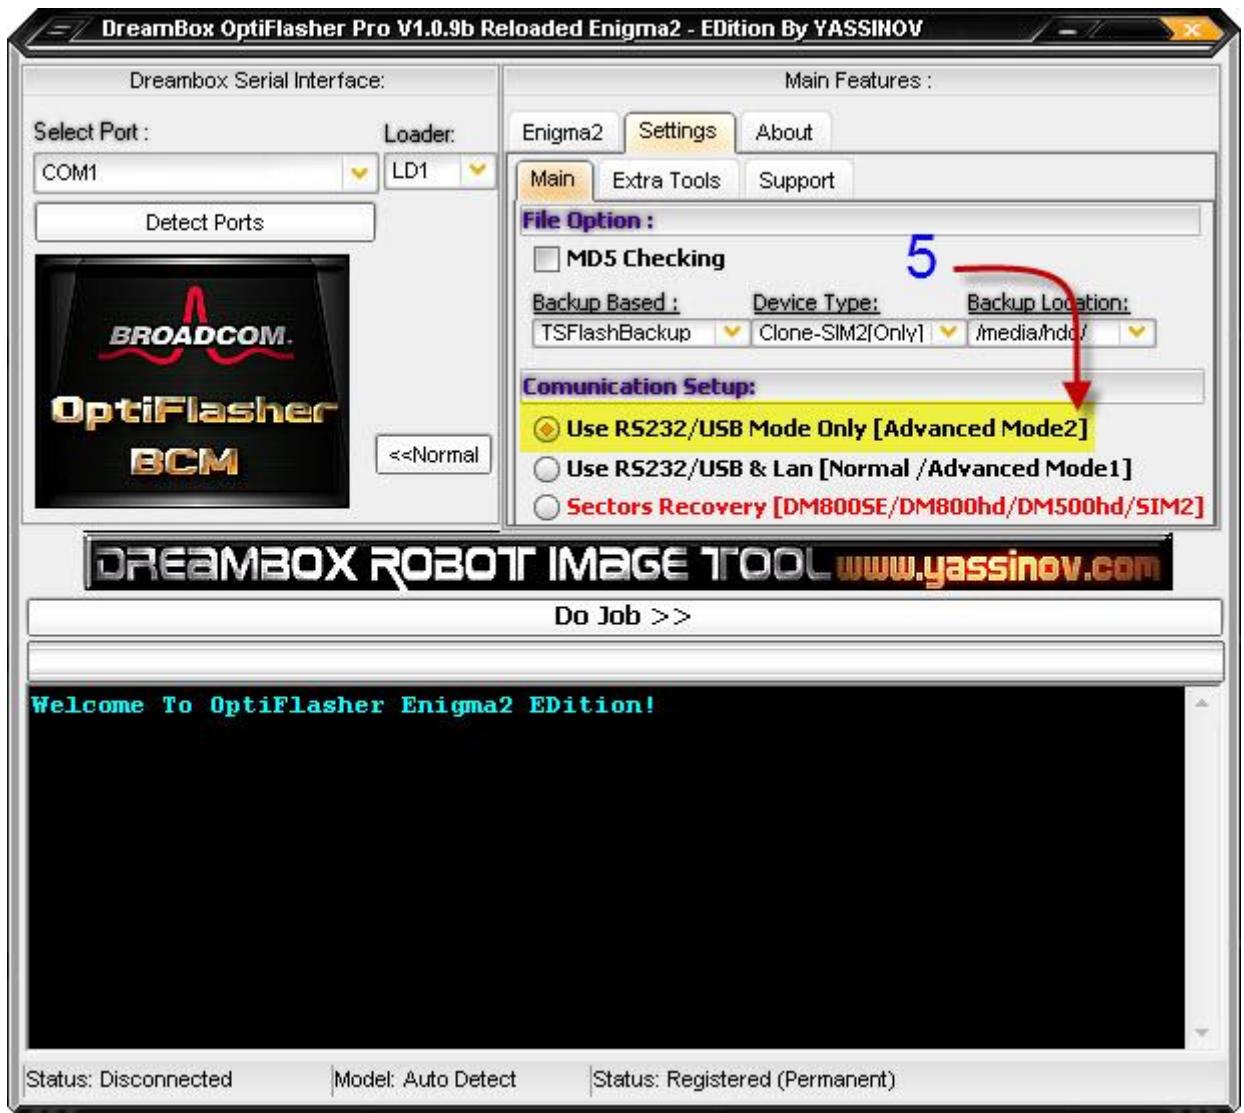 DreamBox OptiFlasher Pro V1.0.9b Reloaded Enigma2 - EDition By YASSINOV
Dreambox Serial Interface:
Main Features :
Select Port :
Loader:
COM1
LD1
Detect Ports
BROADCOM.
OptiFlasher
BCM
<<Normal
Enigma2
Settings
About
Main
Extra Tools
Support
File Option :
MD5 Checking
5
Backup Based :
Device Type:
Backup Location:
TSFlashBackup
Clone-SIM2[Only]
/media/hdd/
Comunication Setup:
Use RS232/USB Mode Only [Advanced Mode2]
Use RS232/USB & Lan [Normal /Advanced Mode1]
Sectors Recovery [DM800SE/DM800hd/DM500hd/SIM2]
DREAMBOX ROBOT IMAGE TOOL www.yassinov.com
Do Job >>
Welcome To OptiFlasher Enigma2 EDition!
Status: Disconnected
Model: Auto Detect
Status: Registered (Permanent)